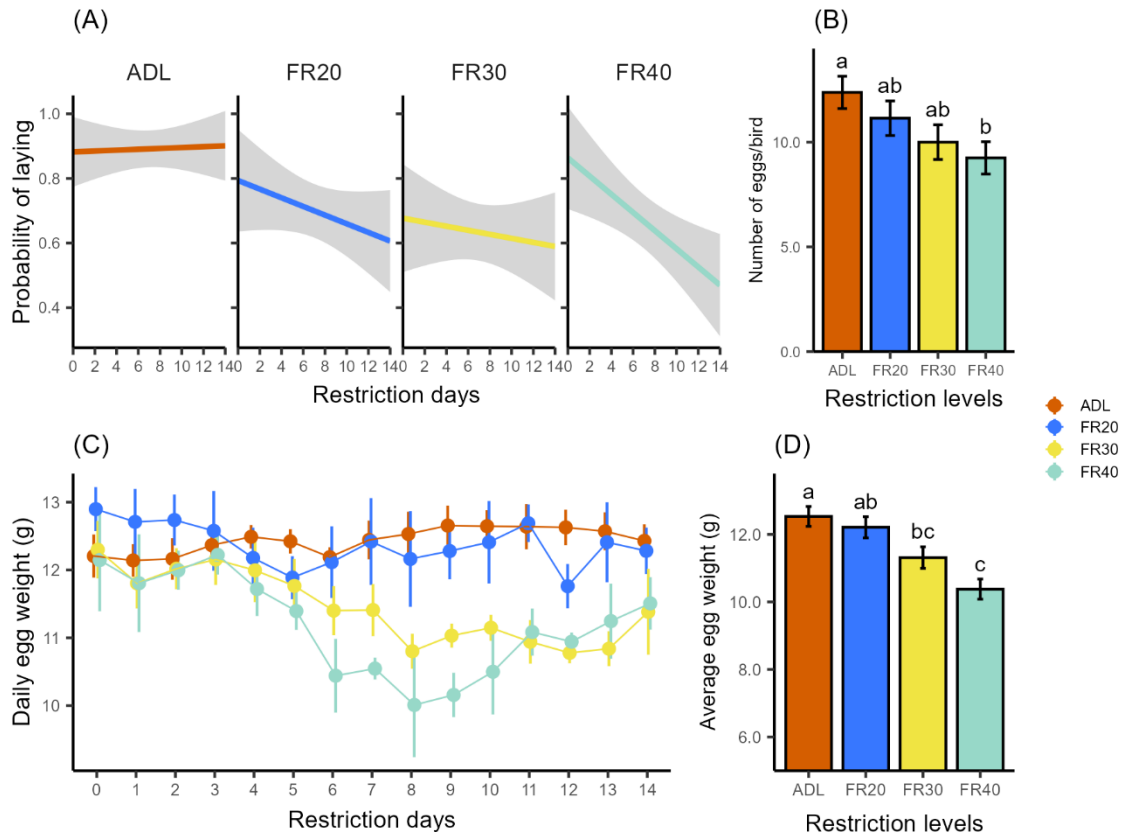 (A)
ADL FR20 FR30 FR40
Probability of laying
1.0
0.8
0.6
0.4
0 2 4 6 8 10 12 14 0 2 4 6 8 10 12 14 0 2 4 6 8 10 12 14 0 2 4 6 8 10 12 14
Restriction days
(B)
Number of eggs/bird
10.0
5.0
0.0
a ab ab b
ADL FR20 FR30 FR40
Restriction levels
ADL
FR20
FR30
FR40
(C)
Daily egg weight (g)
13
12
11
10
0 1 2 3 4 5 6 7 8 9 10 11 12 13 14
Restriction days
(D)
Average egg weight (g)
12.0
10.0
8.0
6.0
a ab bc c
ADL FR20 FR30 FR40
Restriction levels